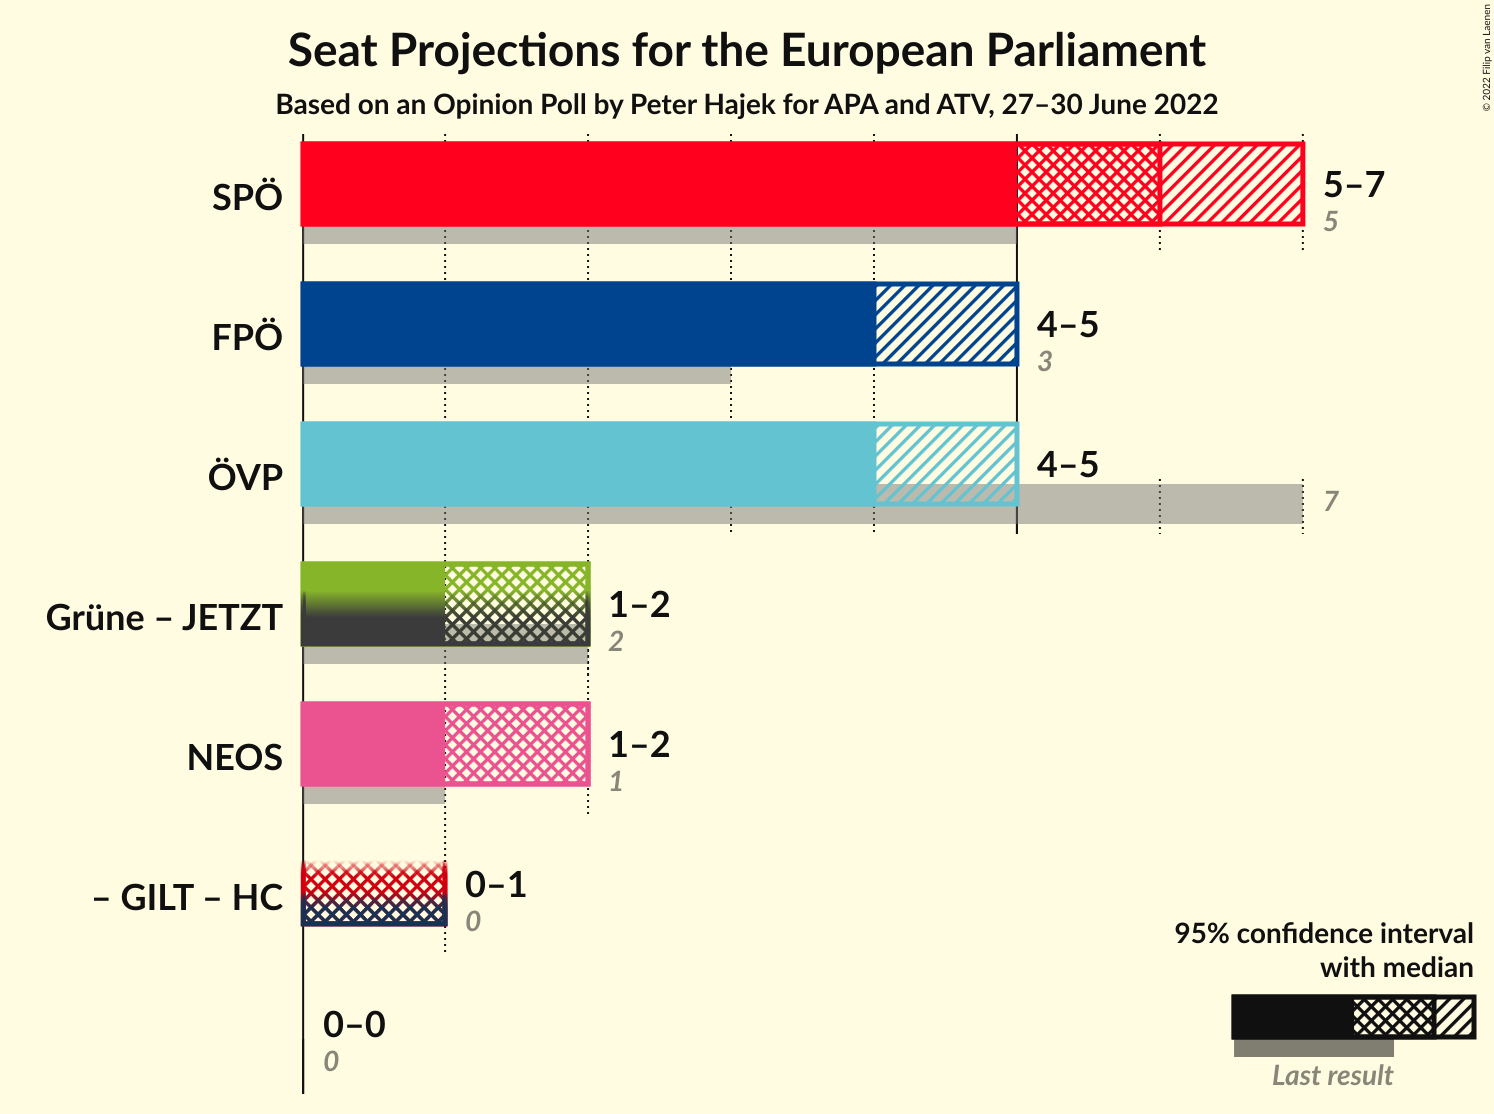 Seat Projections for the European Parliament
Based on an Opinion Poll by Peter Hajek for APA and ATV, 27–30 June 2022
© 2022 Filip van Laenen
SPÖ
5–7
5
FPÖ
4–5
3
ÖVP
4–5
7
Grüne – JETZT
1–2
2
NEOS
1–2
1
– GILT – HC
0–1
0
0–0
0
95% confidence interval
with median
Last result